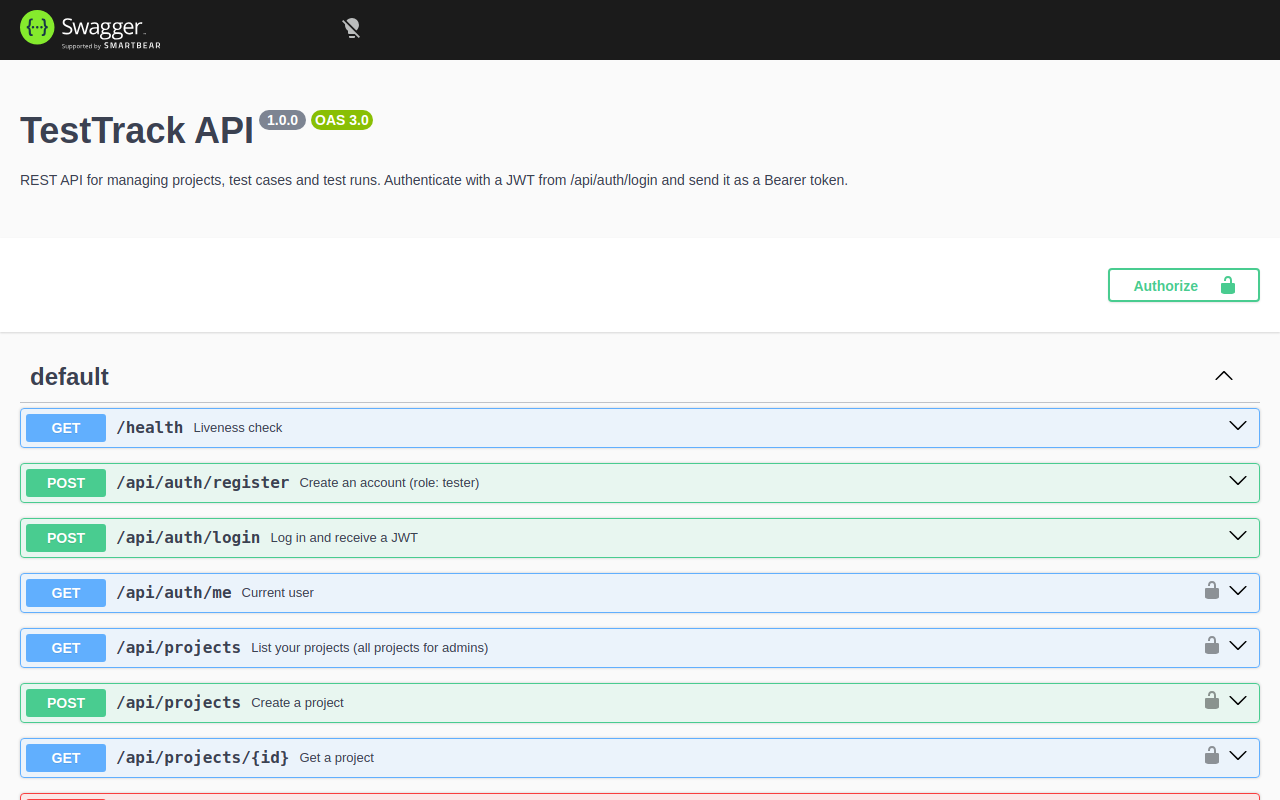 Swagger
Supported by SMARTBEAR
TestTrack API 1.0.0 OAS 3.0
REST API for managing projects, test cases and test runs. Authenticate with a JWT from /api/auth/login and send it as a Bearer token.
Authorize
default
GET /health Liveness check
POST /api/auth/register Create an account (role: tester)
POST /api/auth/login Log in and receive a JWT
GET /api/auth/me Current user
GET /api/projects List your projects (all projects for admins)
POST /api/projects Create a project
GET /api/projects/{id} Get a project